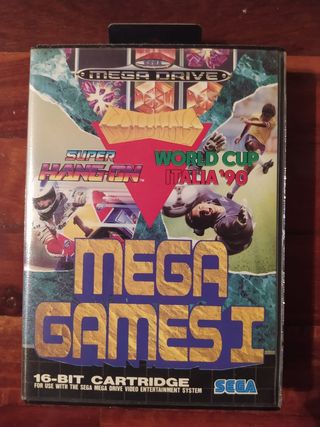 SEGA
MEGA DRIVE
COLUMNS
SUPER
HANG-ON
WORLD CUP
ITALIA '90
MEGA
GAMES I
16-BIT CARTRIDGE
FOR USE WITH THE SEGA MEGA DRIVE VIDEO ENTERTAINMENT SYSTEM
SEGA